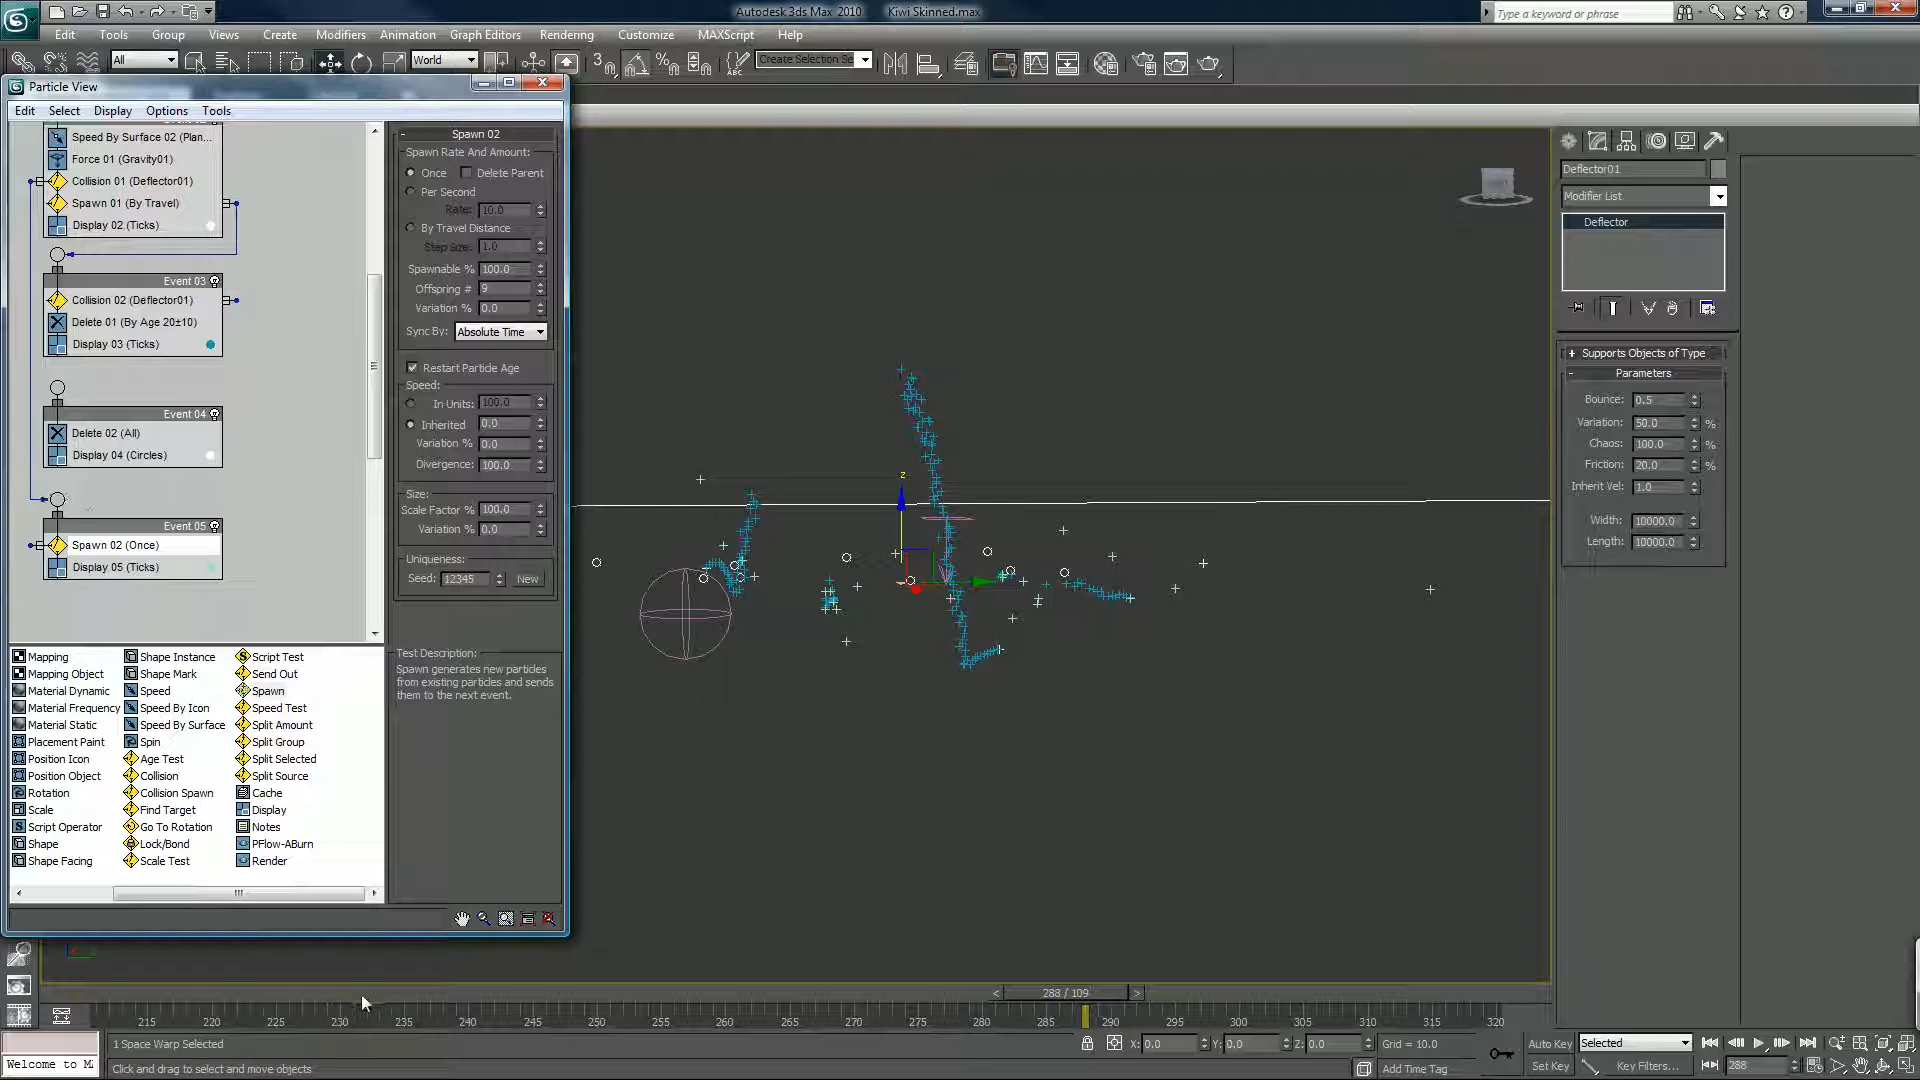 Autodesk 3ds Max 2010 Kiwi Skinned.max
Type a keyword or phrase
Edit Tools Group Views Create Modifiers Animation Graph Editors Rendering Customize MAXScript Help
All World Create Selection Se
Particle View
Edit Select Display Options Tools
Speed By Surface 02 (Plan...
Force 01 (Gravity01)
Collision 01 (Deflector01)
Spawn 01 (By Travel)
Display 02 (Ticks)
Event 03
Collision 02 (Deflector01)
Delete 01 (By Age 20±10)
Display 03 (Ticks)
Event 04
Delete 02 (All)
Display 04 (Circles)
Event 05
Spawn 02 (Once)
Display 05 (Ticks)
Spawn 02
Spawn Rate And Amount:
Once Delete Parent
Per Second
Rate: 10.0
By Travel Distance
Step Size: 1.0
Spawnable % 100.0
Offspring # 9
Variation % 0.0
Sync By: Absolute Time
Restart Particle Age
Speed:
In Units: 100.0
Inherited 0.0
Variation % 0.0
Divergence: 100.0
Size:
Scale Factor % 100.0
Variation % 0.0
Uniqueness:
Seed: 12345 New
Test Description:
Spawn generates new particles
from existing particles and sends
them to the next event.
Mapping Shape Instance Script Test
Mapping Object Shape Mark Send Out
Material Dynamic Speed Spawn
Material Frequency Speed By Icon Speed Test
Material Static Speed By Surface Split Amount
Placement Paint Spin Split Group
Position Icon Age Test Split Selected
Position Object Collision Split Source
Rotation Collision Spawn Cache
Scale Find Target Display
Script Operator Go To Rotation Notes
Shape Lock/Bond PFlow-ABurn
Shape Facing Scale Test Render
z
Deflector01
Modifier List
Deflector
+ Supports Objects of Type
- Parameters
Bounce: 0.5
Variation: 50.0 %
Chaos: 100.0 %
Friction: 20.0 %
Inherit Vel: 1.0
Width: 10000.0
Length: 10000.0
< 288 / 109 >
215 220 225 230 235 240 245 250 255 260 265 270 275 280 285 290 295 300 305 310 315 320
1 Space Warp Selected X: 0.0 Y: 0.0 Z: 0.0 Grid = 10.0 Auto Key Selected
Welcome to M Click and drag to select and move objects Add Time Tag Set Key Key Filters... 288